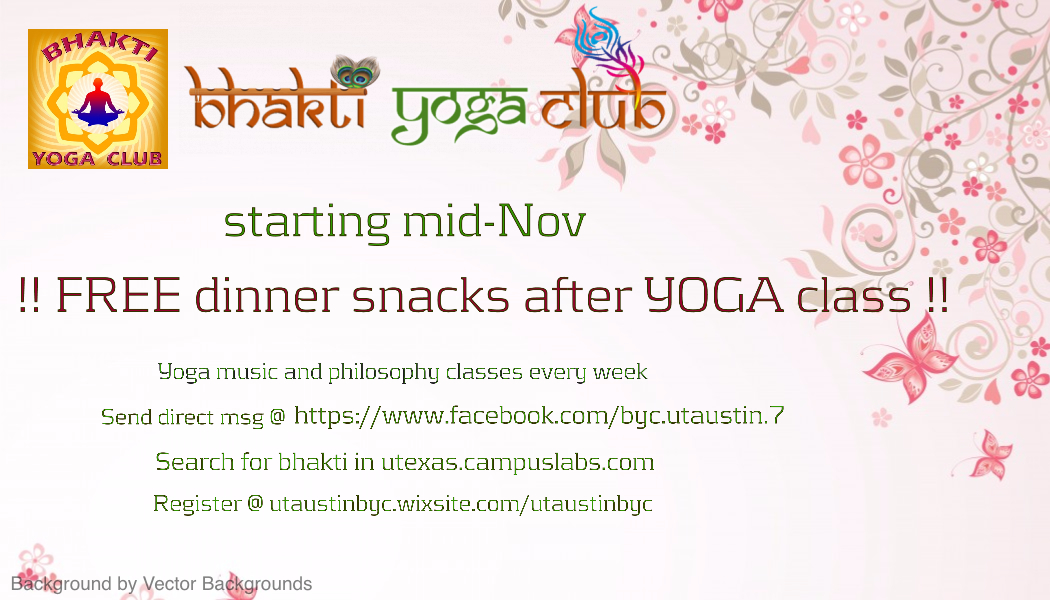 BHAKTI
YOGA CLUB
bhakti yoga club
starting mid-Nov
!! FREE dinner snacks after YOGA class !!
Yoga music and philosophy classes every week
Send direct msg @ https://www.facebook.com/byc.utaustin.7
Search for bhakti in utexas.campuslabs.com
Register @ utaustinbyc.wixsite.com/utaustinbyc
Background by Vector Backgrounds